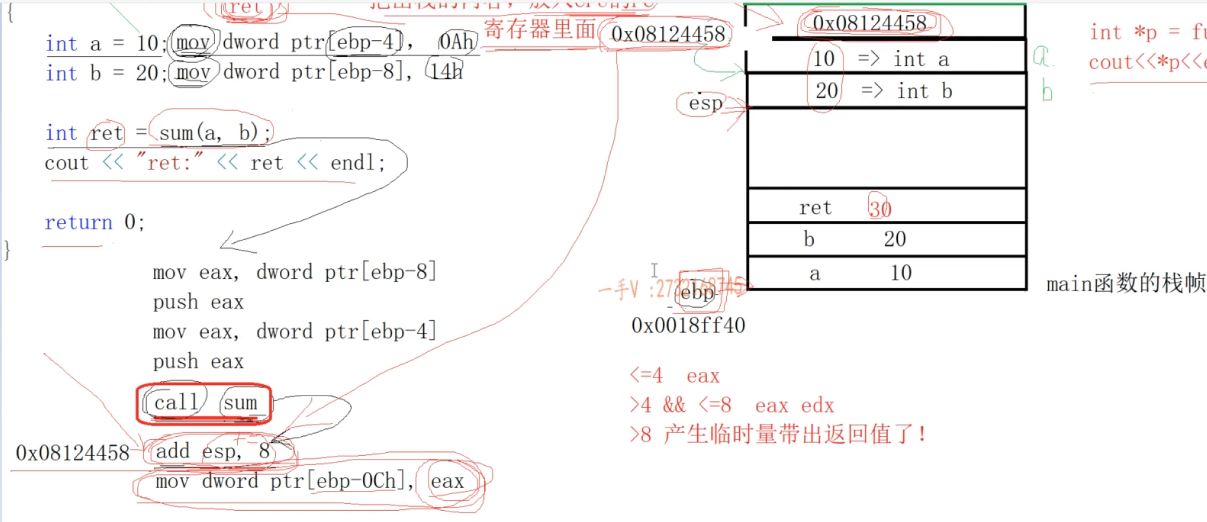 {
ret)
int a = 10; mov dword ptr[ebp-4], 0Ah
int b = 20; mov dword ptr[ebp-8], 14h
int ret = sum(a, b);
cout << "ret:" << ret << endl;
return 0;
}
mov eax, dword ptr[ebp-8]
push eax
mov eax, dword ptr[ebp-4]
push eax
call sum
0x08124458 add esp, 8
mov dword ptr[ebp-0Ch], eax
寄存器里面 0x08124458
0x08124458
10 => int a
20 => int b
a
b
esp
ret 30
b 20
a 10
ebp
0x0018ff40
main函数的栈帧
<=4 eax
>4 && <=8 eax edx
>8 产生临时量带出返回值了!
int *p = fu
cout<<*p<<e
一手V